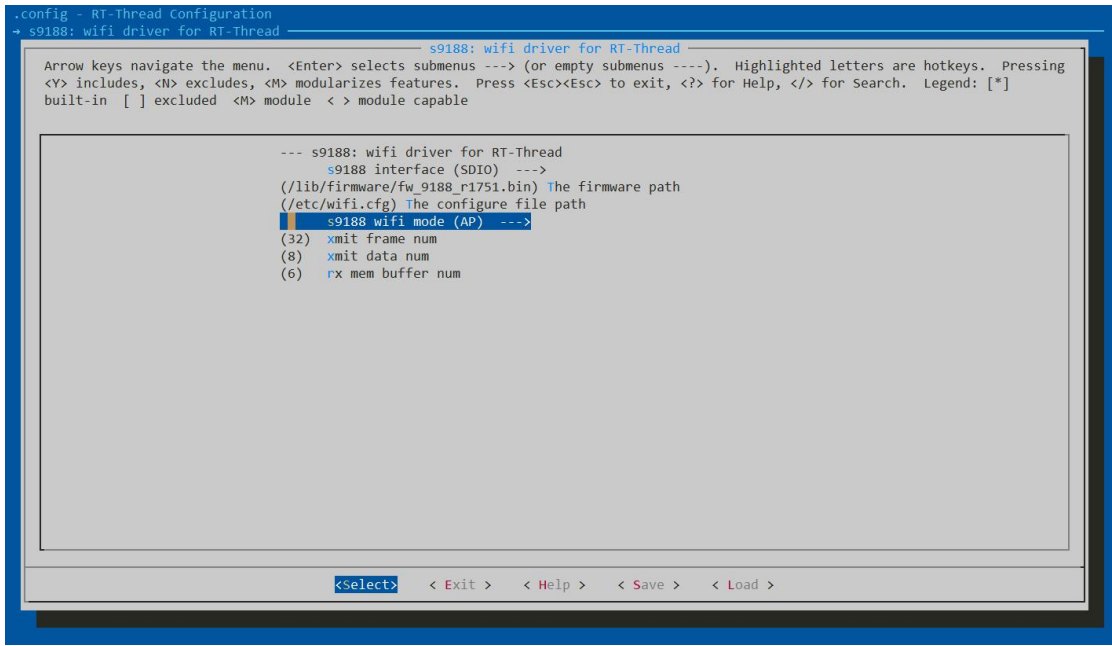 .config - RT-Thread Configuration
→ s9188: wifi driver for RT-Thread
s9188: wifi driver for RT-Thread
Arrow keys navigate the menu.  <Enter> selects submenus ---> (or empty submenus ----).  Highlighted letters are hotkeys.  Pressing
<Y> includes, <N> excludes, <M> modularizes features.  Press <Esc><Esc> to exit, <?> for Help, </> for Search.  Legend: [*]
built-in  [ ] excluded  <M> module  < > module capable
--- s9188: wifi driver for RT-Thread
s9188 interface (SDIO)  --->
(/lib/firmware/fw_9188_r1751.bin) The firmware path
(/etc/wifi.cfg) The configure file path
s9188 wifi mode (AP)  --->
(32)  xmit frame num
(8)   xmit data num
(6)   rx mem buffer num
<Select>    < Exit >    < Help >    < Save >    < Load >